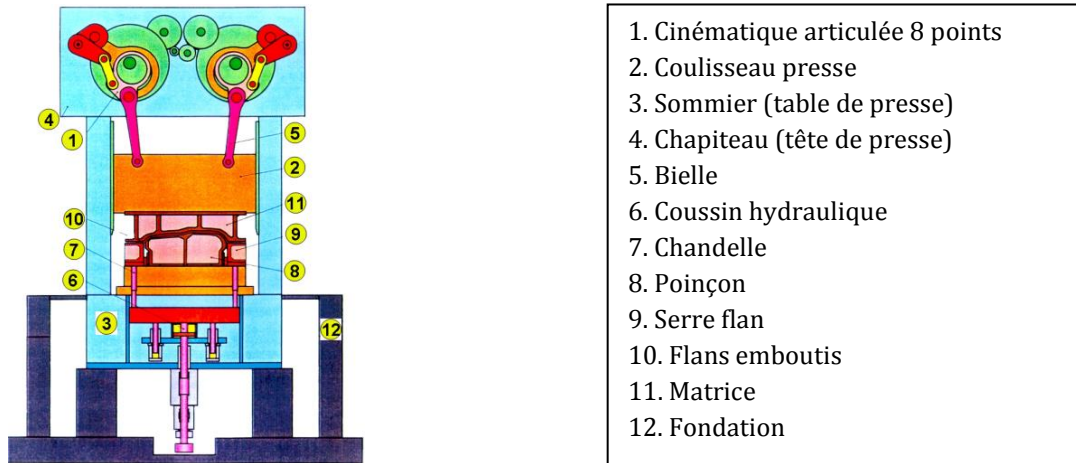 4
1
5
2
11
10
9
7
8
6
3
12
1. Cinématique articulée 8 points
2. Coulisseau presse
3. Sommier (table de presse)
4. Chapiteau (tête de presse)
5. Bielle
6. Coussin hydraulique
7. Chandelle
8. Poinçon
9. Serre flan
10. Flans emboutis
11. Matrice
12. Fondation